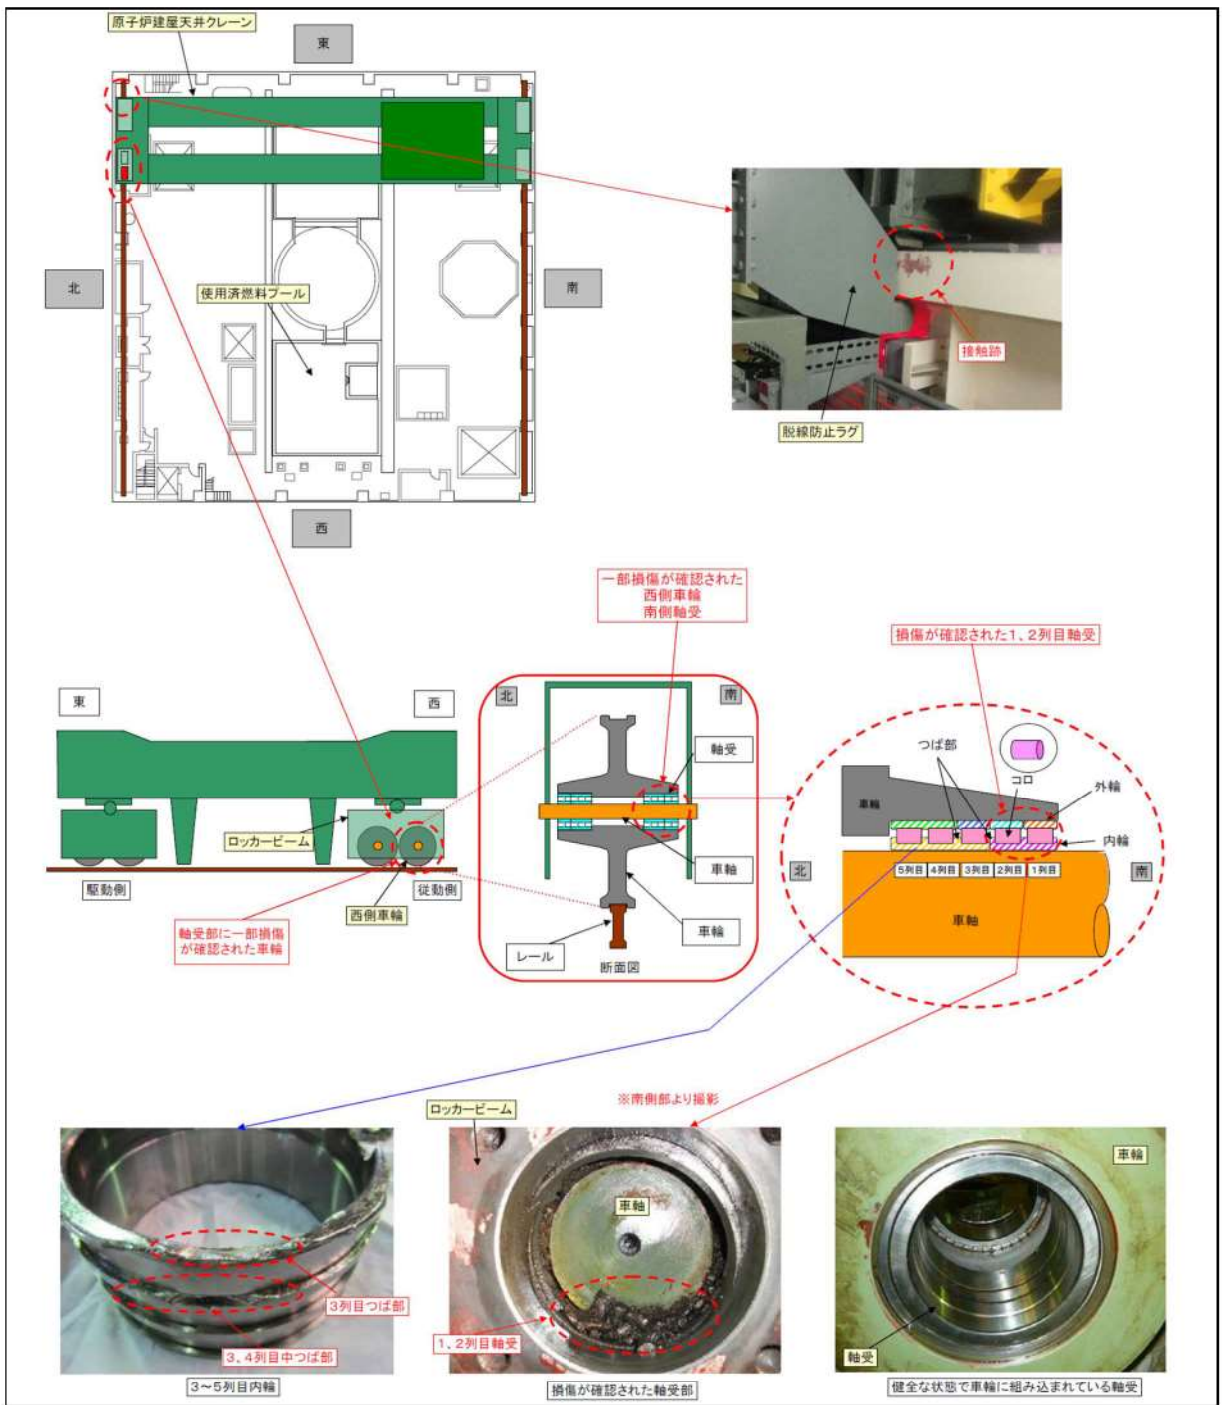 原子炉建屋天井クレーン
東
北
南
使用済燃料プール
西
接触跡
脱線防止ラグ
一部損傷が確認された
西側車輪
南側軸受
損傷が確認された1、2列目軸受
東
西
北
南
軸受
つば部
コロ
外輪
車輪
内輪
ロッカービーム
車軸
北
5列目
4列目
3列目
2列目
1列目
南
駆動側
従動側
西側車輪
車輪
車軸
軸受部に一部損傷
が確認された車輪
レール
断面図
※南側部より撮影
ロッカービーム
車輪
車軸
3列目つば部
1、2列目軸受
3、4列目中つば部
軸受
3~5列目内輪
損傷が確認された軸受部
健全な状態で車輪に組み込まれている軸受